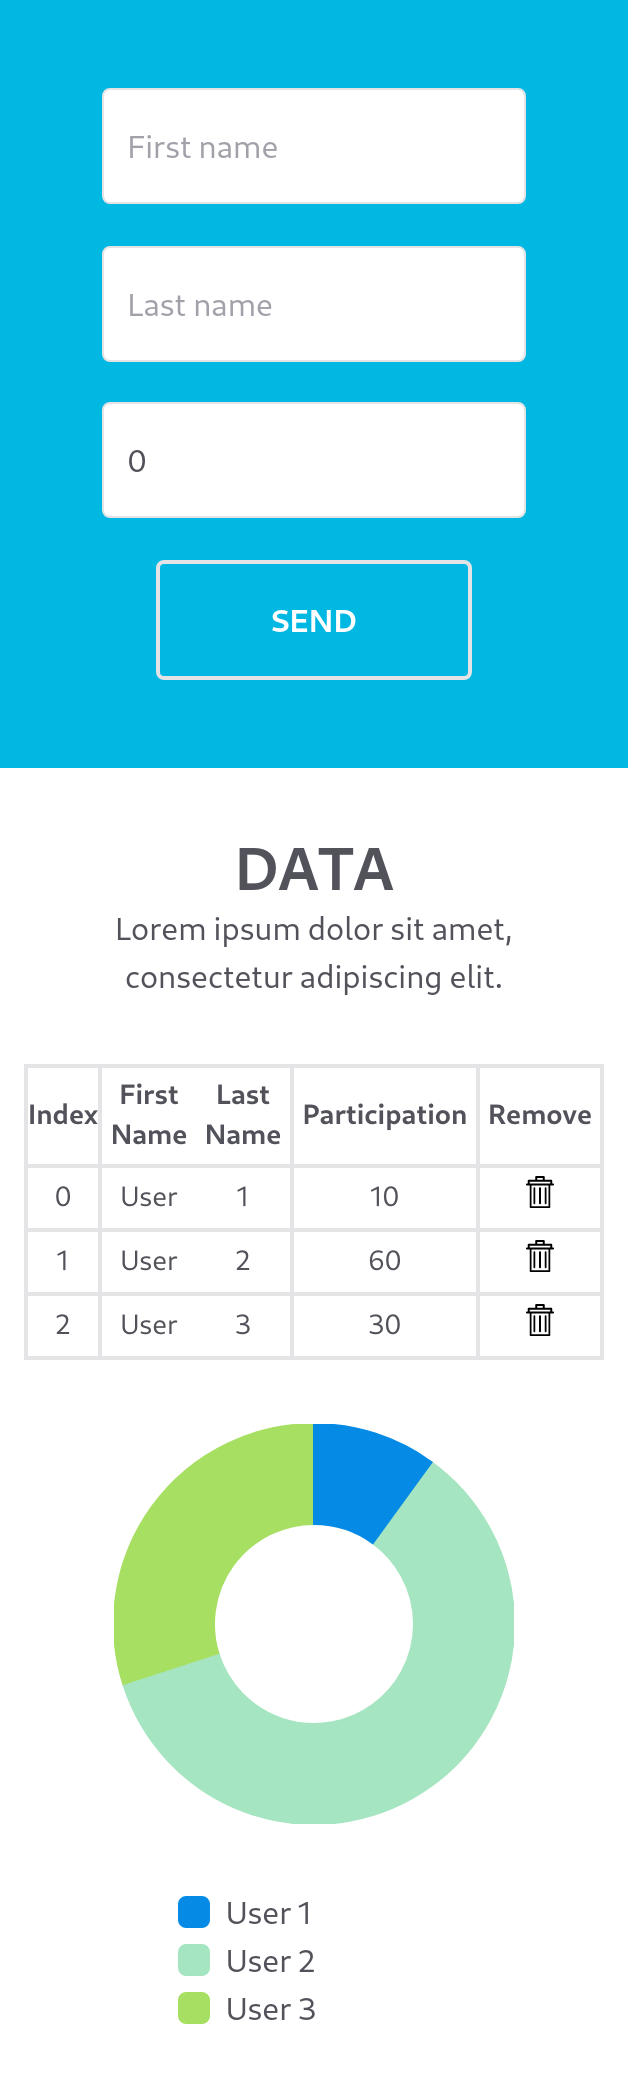 First name
Last name
0
SEND
DATA
Lorem ipsum dolor sit amet,
consectetur adipiscing elit.
Index First Name Last Name Participation Remove
0 User 1 10
1 User 2 60
2 User 3 30
User 1
User 2
User 3